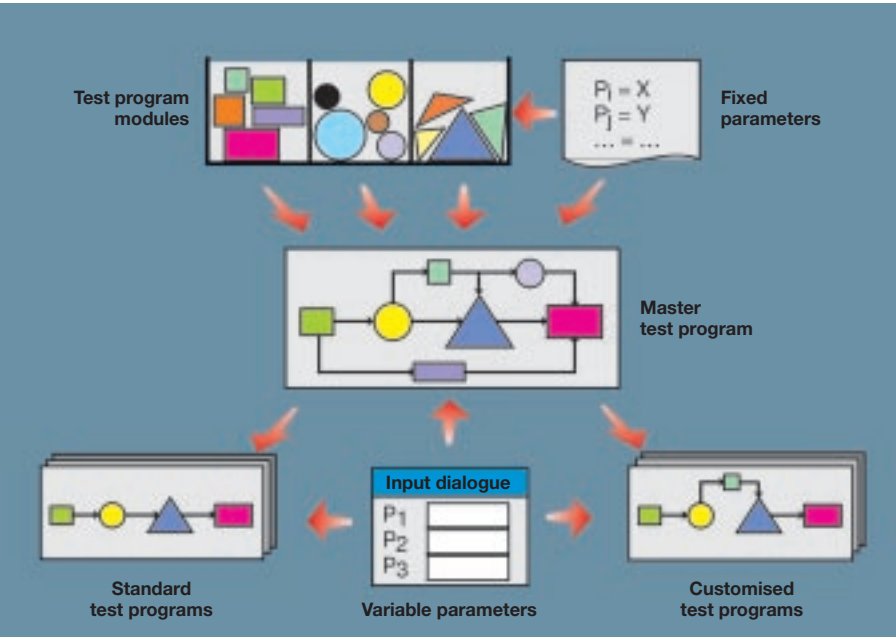 Test program
modules
Pi = X
Pj = Y
... = ...
Fixed
parameters
Master
test program
Input dialogue
P1
P2
P3
Standard
test programs
Variable parameters
Customised
test programs